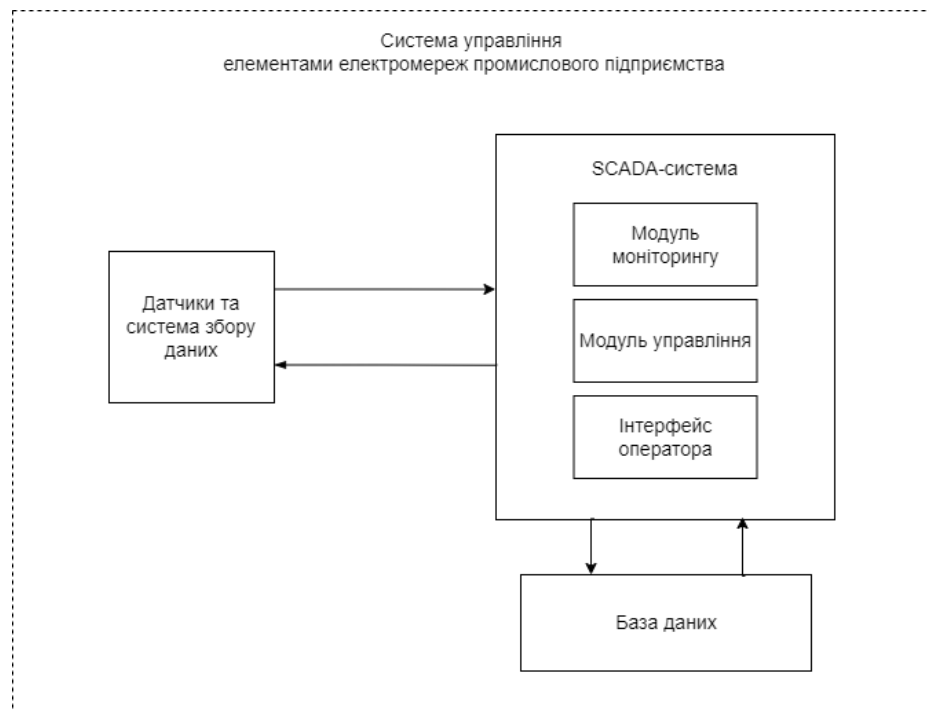 Система управління
елементами електромереж промислового підприємства
SCADA-система
Модуль
моніторингу
Датчики та
система збору
даних
Модуль управління
Інтерфейс
оператора
База даних